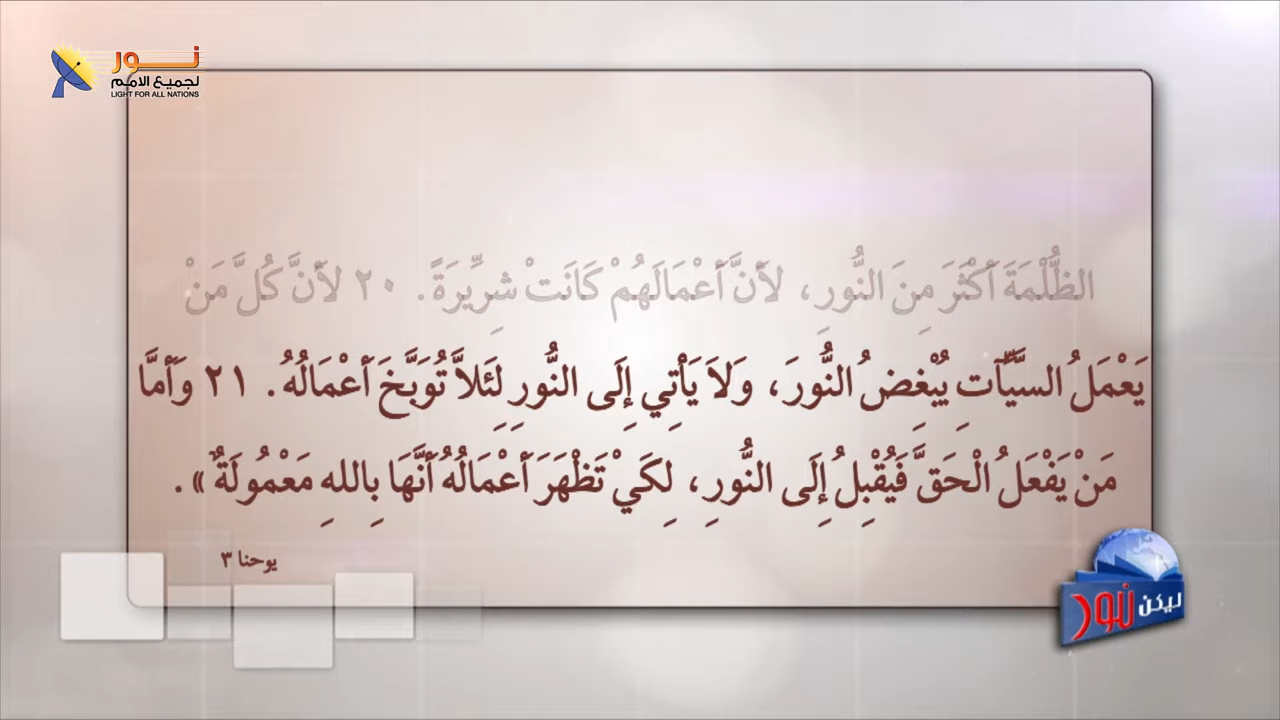 نور
لجميع الامم
LIGHT FOR ALL NATIONS
الظُّلْمَةَ أَكْثَرَ مِنَ النُّورِ، لأَنَّ أَعْمَالَهُمْ كَانَتْ شِرِّيرَةً. ٢٠ لأَنَّ كُلَّ مَنْ
يَعْمَلُ السَّيِّآتِ يُبْغِضُ النُّورَ، وَلاَ يَأْتِي إِلَى النُّورِ لِئَلاَّ تُوَبَّخَ أَعْمَالُهُ. ٢١ وَأَمَّا
مَنْ يَفْعَلُ الْحَقَّ فَيُقْبِلُ إِلَى النُّورِ، لِكَيْ تَظْهَرَ أَعْمَالُهُ أَنَّهَا بِاللهِ مَعْمُولَةٌ».
يوحنا ٣
ليكن نور